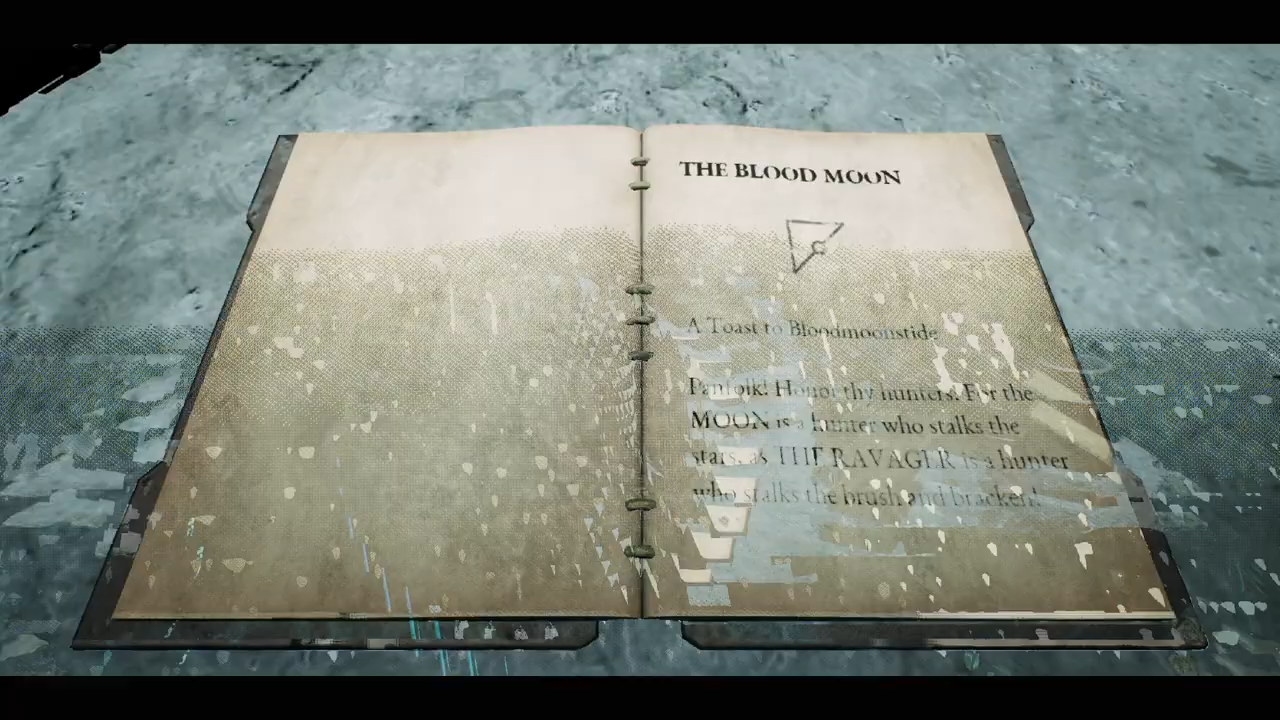 THE BLOOD MOON
A Toast to Bloodmoonstide
Panfolk! Honor thy hunters! For the
MOON is a hunter who stalks the
stars, as THE RAVAGER is a hunter
who stalks the brush and bracken!